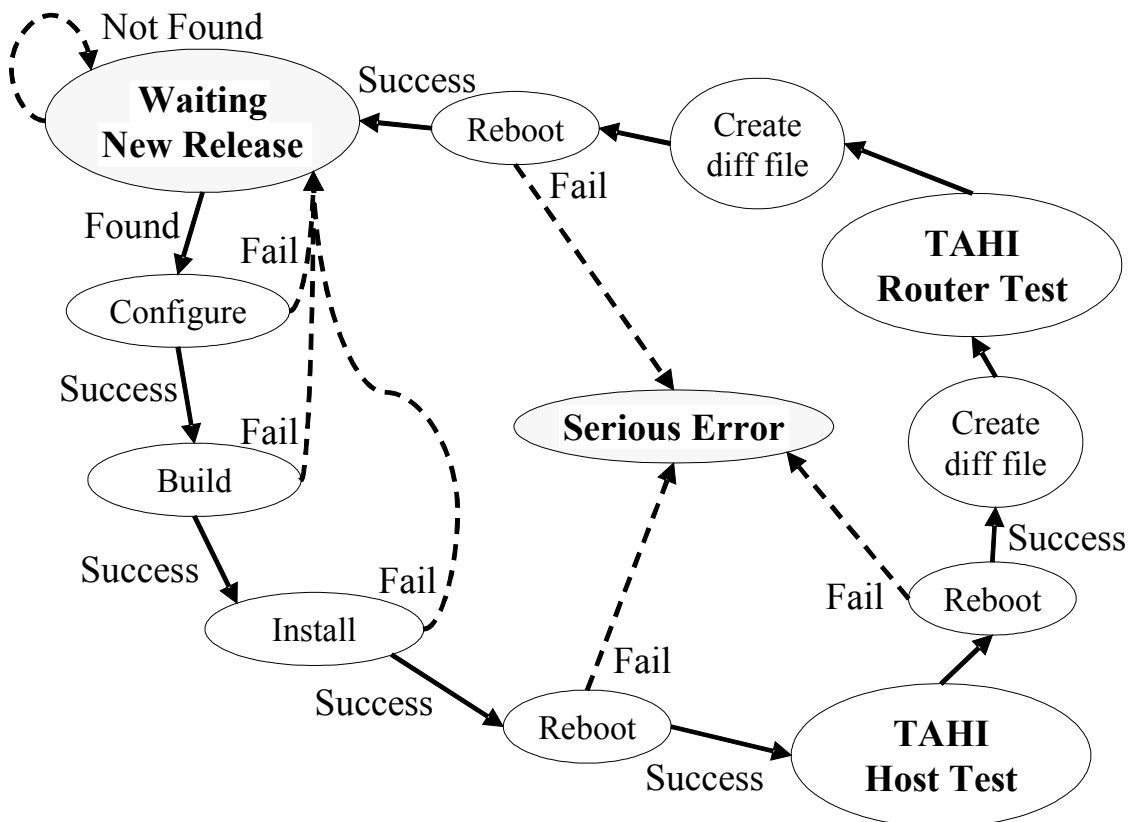 Not Found
Waiting
New Release
Success
Reboot
Create
diff file
Fail
Found
Fail
TAHI
Router Test
Configure
Success
Fail
Serious Error
Create
diff file
Build
Success
Success
Fail
Fail
Reboot
Install
Fail
Success
Reboot
Success
TAHI
Host Test